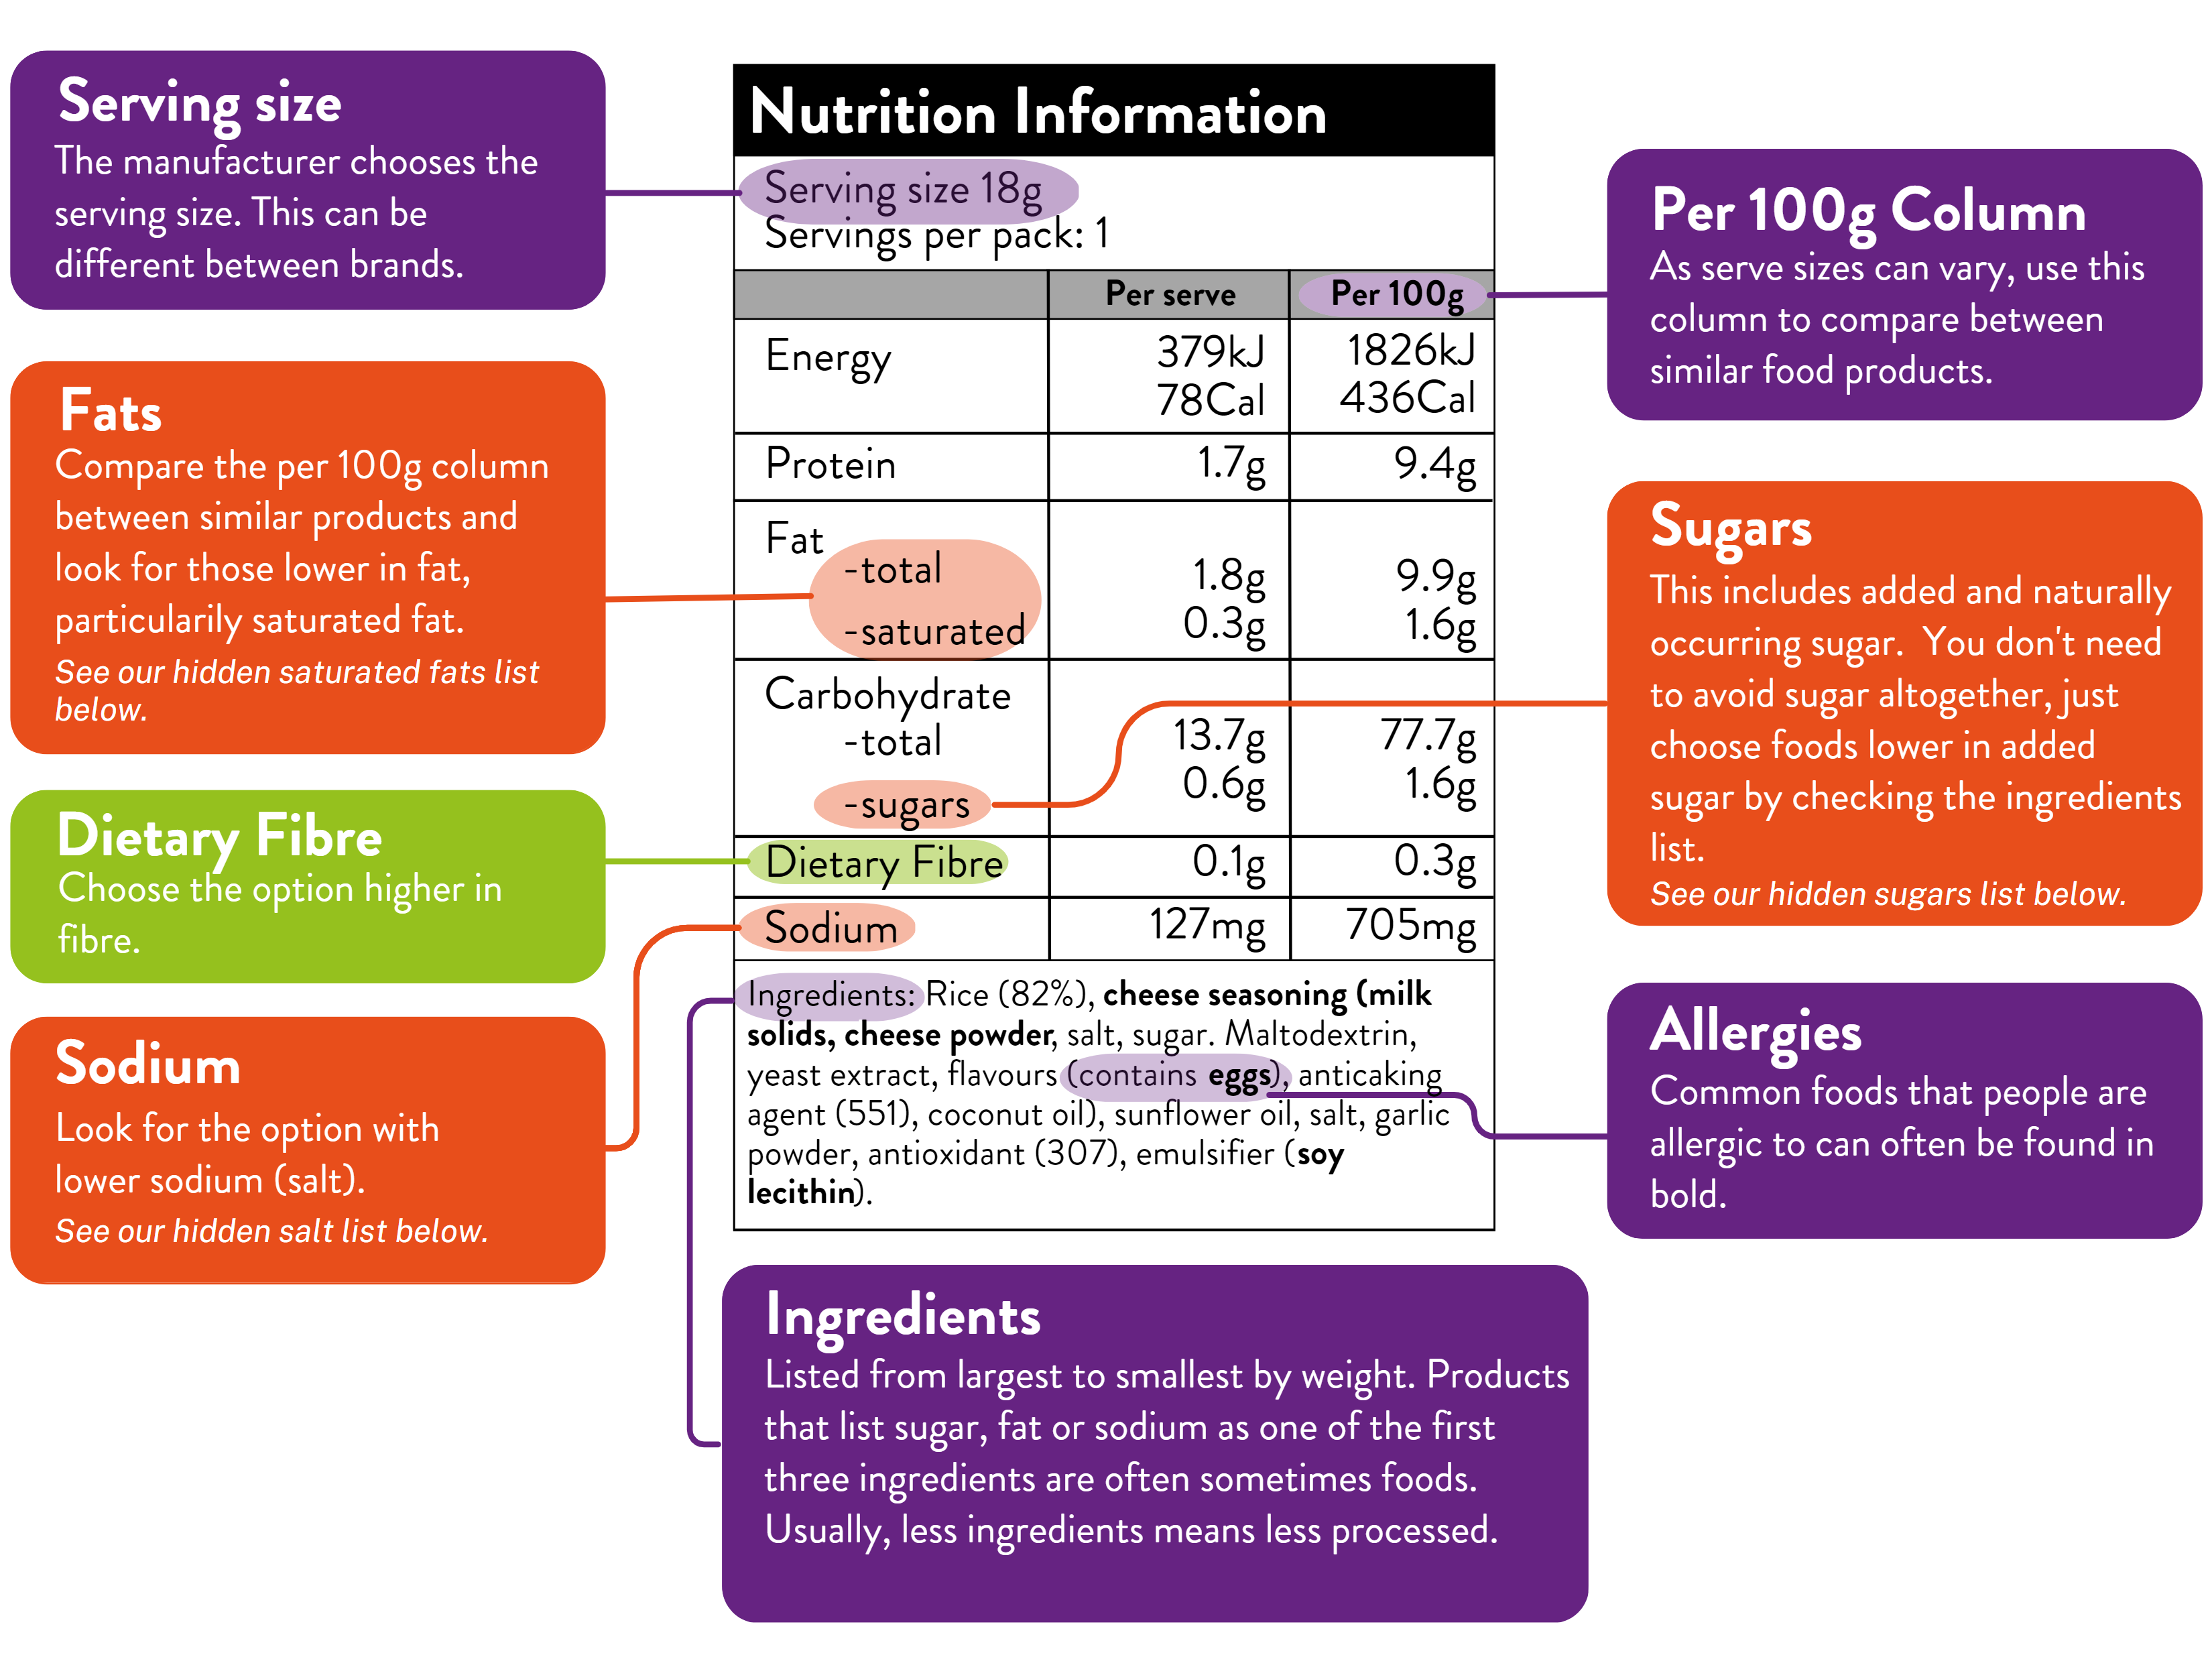 Serving size
The manufacturer chooses the
serving size. This can be
different between brands.
Fats
Compare the per 100g column
between similar products and
look for those lower in fat,
particularily saturated fat.
See our hidden saturated fats list
below.
Dietary Fibre
Choose the option higher in
fibre.
Sodium
Look for the option with
lower sodium (salt).
See our hidden salt list below.
Nutrition Information
Serving size 18g
Servings per pack: 1
Per serve Per 100g
Energy 379kJ 1826kJ
78Cal 436Cal
Protein 1.7g 9.4g
Fat
-total 1.8g 9.9g
-saturated 0.3g 1.6g
Carbohydrate
-total 13.7g 77.7g
-sugars 0.6g 1.6g
Dietary Fibre 0.1g 0.3g
Sodium 127mg 705mg
Ingredients: Rice (82%), cheese seasoning (milk
solids, cheese powder, salt, sugar. Maltodextrin,
yeast extract, flavours (contains eggs), anticaking
agent (551), coconut oil), sunflower oil, salt, garlic
powder, antioxidant (307), emulsifier (soy
lecithin).
Per 100g Column
As serve sizes can vary, use this
column to compare between
similar food products.
Sugars
This includes added and naturally
occurring sugar.  You don't need
to avoid sugar altogether, just
choose foods lower in added
sugar by checking the ingredients
list.
See our hidden sugars list below.
Allergies
Common foods that people are
allergic to can often be found in
bold.
Ingredients
Listed from largest to smallest by weight. Products
that list sugar, fat or sodium as one of the first
three ingredients are often sometimes foods.
Usually, less ingredients means less processed.